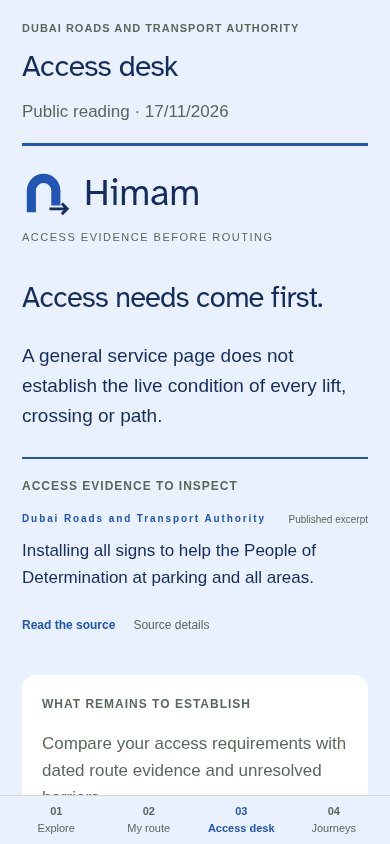 DUBAI ROADS AND TRANSPORT AUTHORITY
Access desk
Public reading · 17/11/2026
Himam
ACCESS EVIDENCE BEFORE ROUTING
Access needs come first.
A general service page does not
establish the live condition of every lift,
crossing or path.
ACCESS EVIDENCE TO INSPECT
Dubai Roads and Transport Authority Published excerpt
Installing all signs to help the People of
Determination at parking and all areas.
Read the source Source details
WHAT REMAINS TO ESTABLISH
Compare your access requirements with
dated route evidence and unresolved
01 02 03 04
Explore My route Access desk Journeys